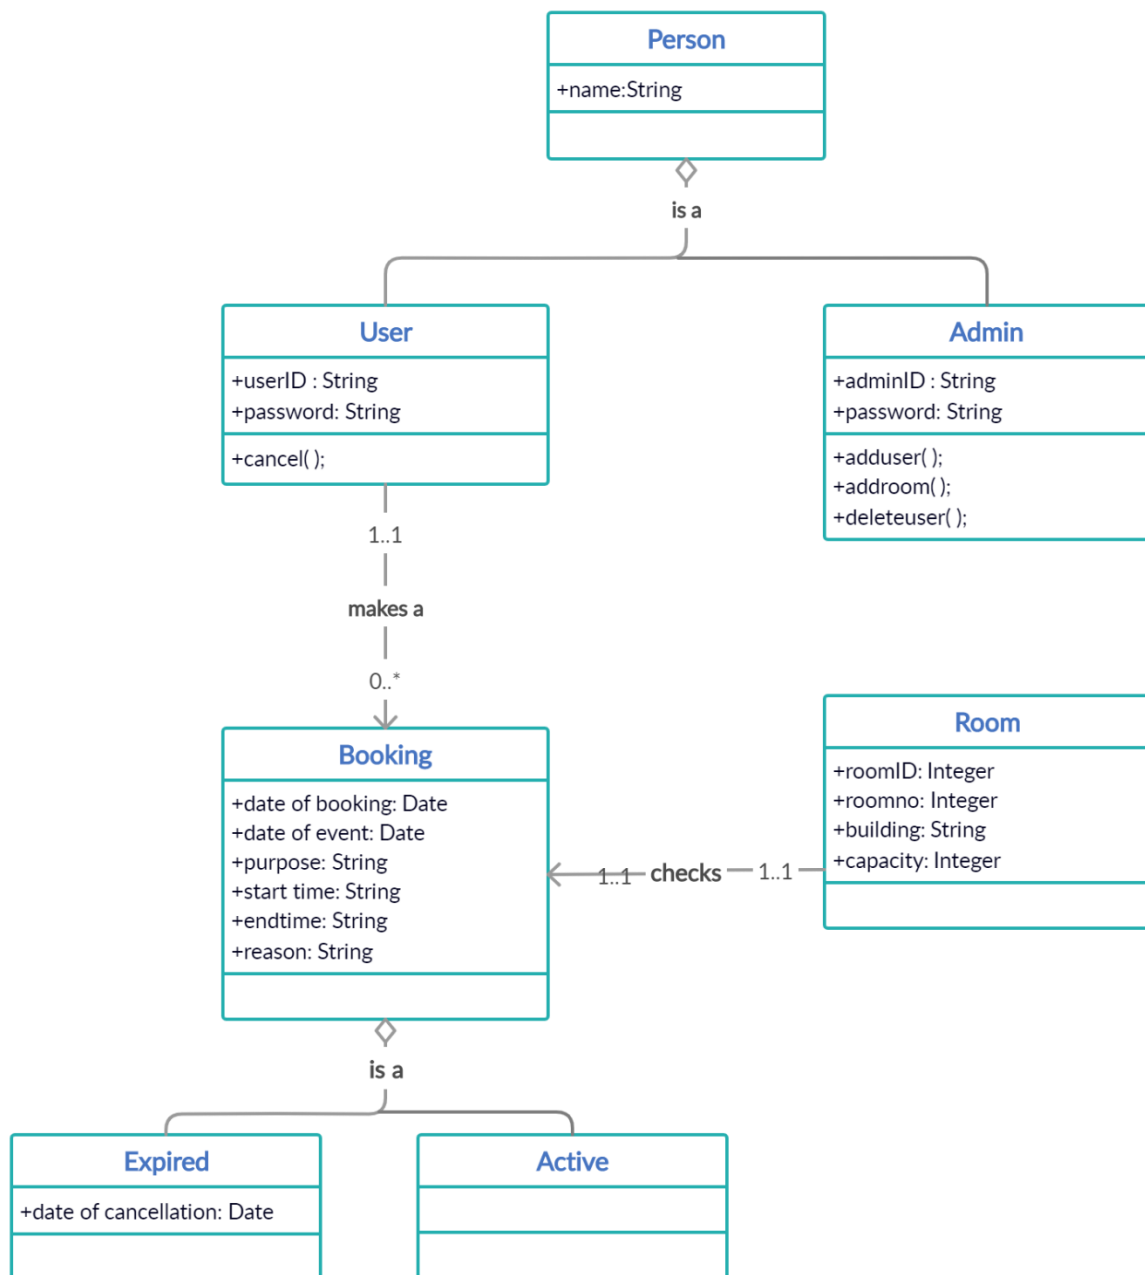 Person
+name:String
is a
User
+userID : String
+password: String
+cancel( );
Admin
+adminID : String
+password: String
+adduser( );
+addroom( );
+deleteuser( );
1..1
makes a
0..*
Booking
+date of booking: Date
+date of event: Date
+purpose: String
+start time: String
+endtime: String
+reason: String
1..1 checks 1..1
Room
+roomID: Integer
+roomno: Integer
+building: String
+capacity: Integer
is a
Expired
+date of cancellation: Date
Active